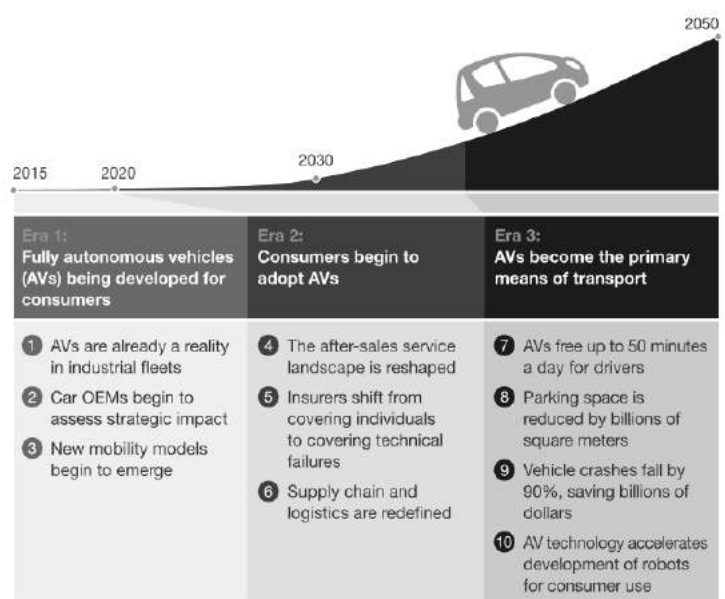 2050
2030
2015 2020
Era 1:
Fully autonomous vehicles
(AVs) being developed for
consumers
1 AVs are already a reality
in industrial fleets
2 Car OEMs begin to
assess strategic impact
3 New mobility models
begin to emerge
Era 2:
Consumers begin to
adopt AVs
4 The after-sales service
landscape is reshaped
5 Insurers shift from
covering individuals
to covering technical
failures
6 Supply chain and
logistics are redefined
Era 3:
AVs become the primary
means of transport
7 AVs free up to 50 minutes
a day for drivers
8 Parking space is
reduced by billions of
square meters
9 Vehicle crashes fall by
90%, saving billions of
dollars
10 AV technology accelerates
development of robots
for consumer use